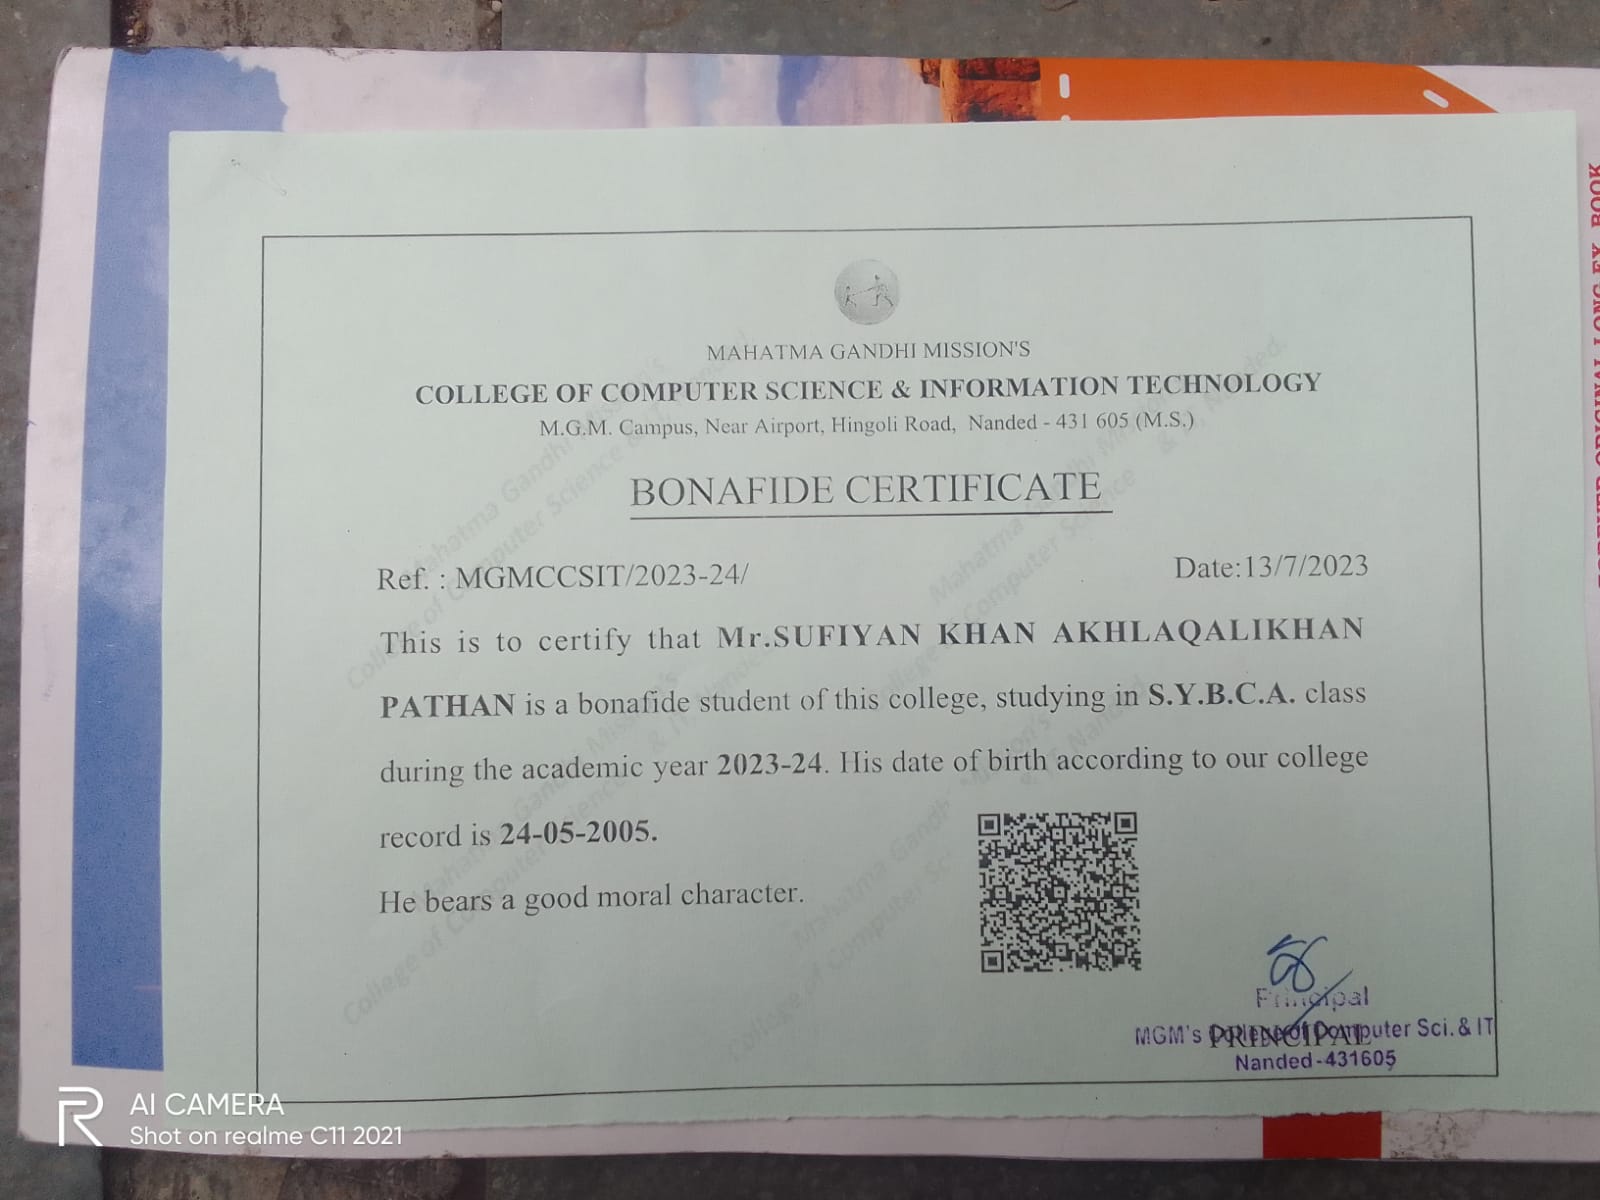 MAHATMA GANDHI MISSION'S
COLLEGE OF COMPUTER SCIENCE & INFORMATION TECHNOLOGY
M.G.M. Campus, Near Airport, Hingoli Road, Nanded - 431 605 (M.S.)
BONAFIDE CERTIFICATE
Ref. : MGMCCSIT/2023-24/
Date:13/7/2023
This is to certify that Mr.SUFIYAN KHAN AKHLAQALIKHAN
PATHAN is a bonafide student of this college, studying in S.Y.B.C.A. class
during the academic year 2023-24. His date of birth according to our college
record is 24-05-2005.
He bears a good moral character.
Principal
MGM's College of Computer Sci. & IT
PRINCIPAL
Nanded-431605
BOOK
AI CAMERA
Shot on realme C11 2021